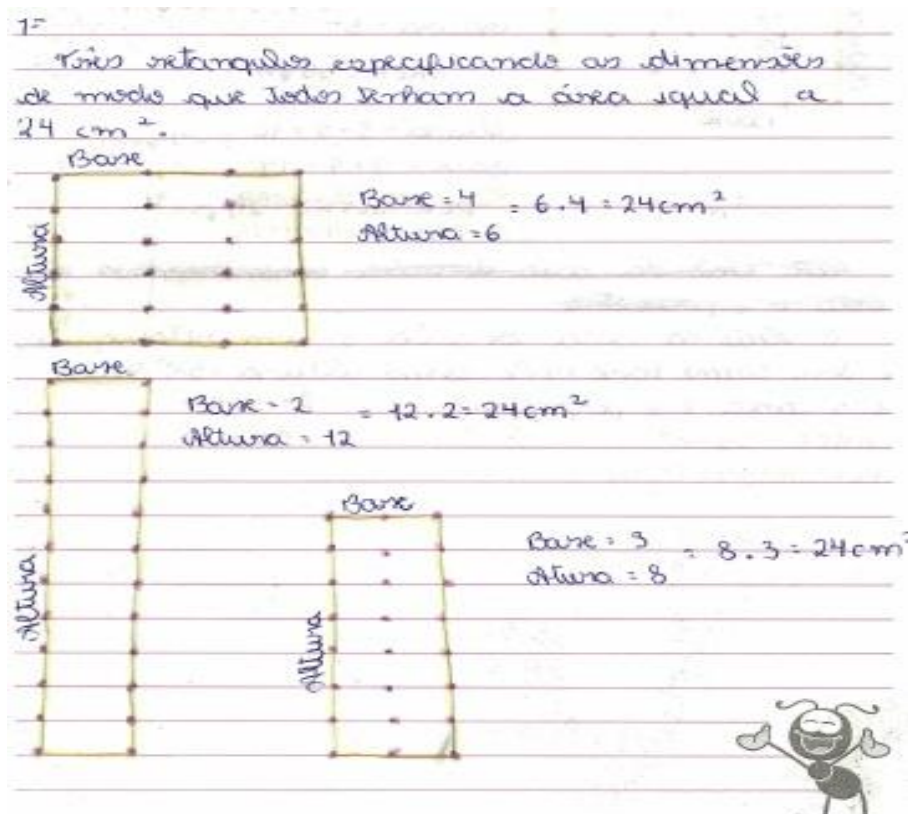 1=
Três retangulos especificando as dimensões
de modo que todos tenham a área igual a
24 cm².
Base
Altura
Base = 4 = 6.4 = 24cm²
Altura = 6
Base
Altura
Base = 2 = 12.2 = 24cm²
Altura = 12
Base
Altura
Base = 3 = 8.3 = 24cm²
Atura = 8